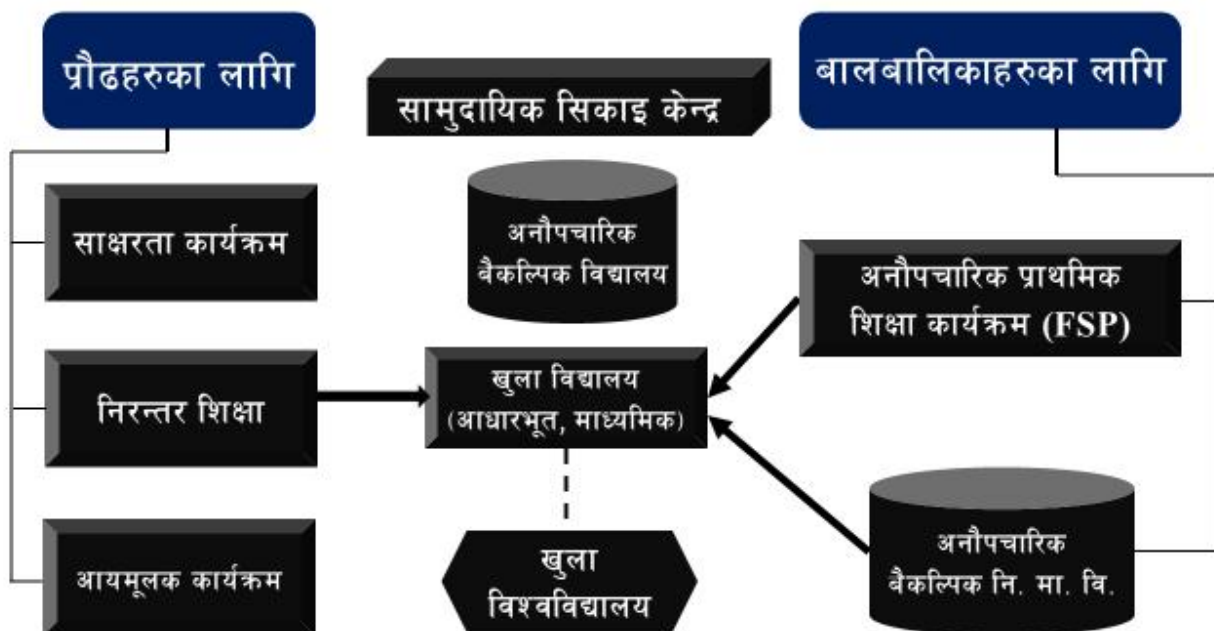 प्रौढहरुका लागि
सामुदायिक सिकाइ केन्द्र
बालबालिकाहरुका लागि
साक्षरता कार्यक्रम
अनौपचारिक
बैकल्पिक विद्यालय
अनौपचारिक प्राथमिक
शिक्षा कार्यक्रम (FSP)
निरन्तर शिक्षा
खुला विद्यालय
(आधारभूत, माध्यमिक)
आयमूलक कार्यक्रम
खुला
विश्वविद्यालय
अनौपचारिक
बैकल्पिक नि. मा. वि.